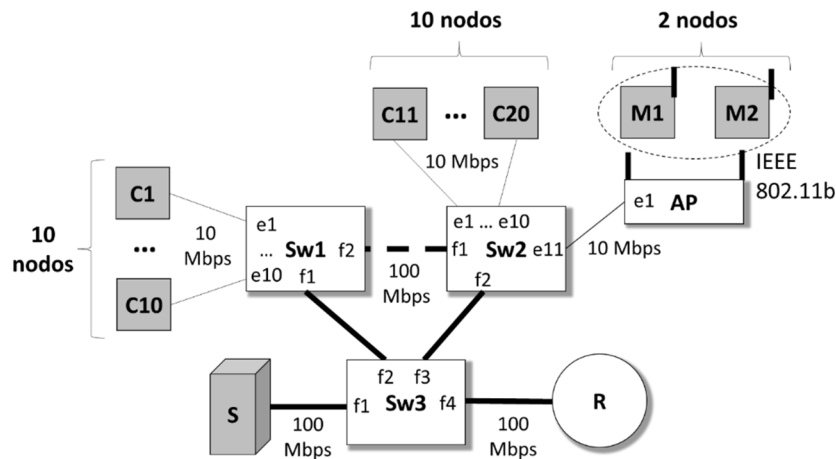 10 nodos
2 nodos
C11 ... C20
M1
M2
10 Mbps
IEEE
802.11b
e1 AP
10
nodos
C1
...
C10
10
Mbps
e1
...
e10
Sw1
f2
f1
100
Mbps
e1 ... e10
f1 Sw2 e11
f2
10 Mbps
S
100
Mbps
f2 f3
f1 Sw3 f4
100
Mbps
R